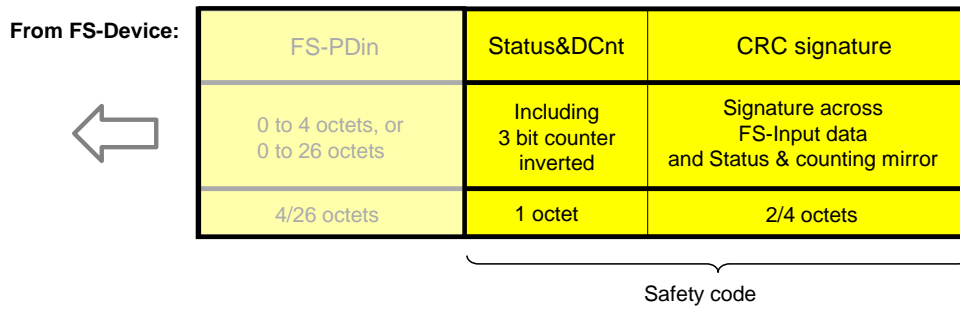 From FS-Device:
FS-PDin
Status&DCnt
CRC signature
0 to 4 octets, or
0 to 26 octets
Including
3 bit counter
inverted
Signature across
FS-Input data
and Status & counting mirror
4/26 octets
1 octet
2/4 octets
Safety code